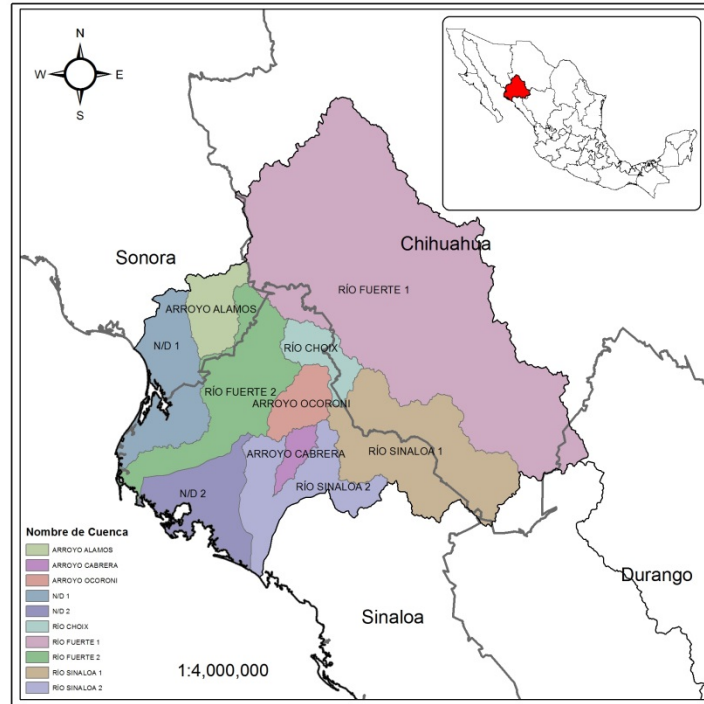 N
W E
S
Sonora
Chihuahua
RÍO FUERTE 1
ARROYO ALAMOS
N/D 1
RÍO CHOIX
RÍO FUERTE 2
ARROYO OCORONI
ARROYO CABRERA
RÍO SINALOA 1
RÍO SINALOA 2
N/D 2
Durango
Sinaloa
Nombre de Cuenca
ARROYO ALAMOS
ARROYO CABRERA
ARROYO OCORONI
N/D 1
N/D 2
RÍO CHOIX
RÍO FUERTE 1
RÍO FUERTE 2
RÍO SINALOA 1
RÍO SINALOA 2
1:4,000,000